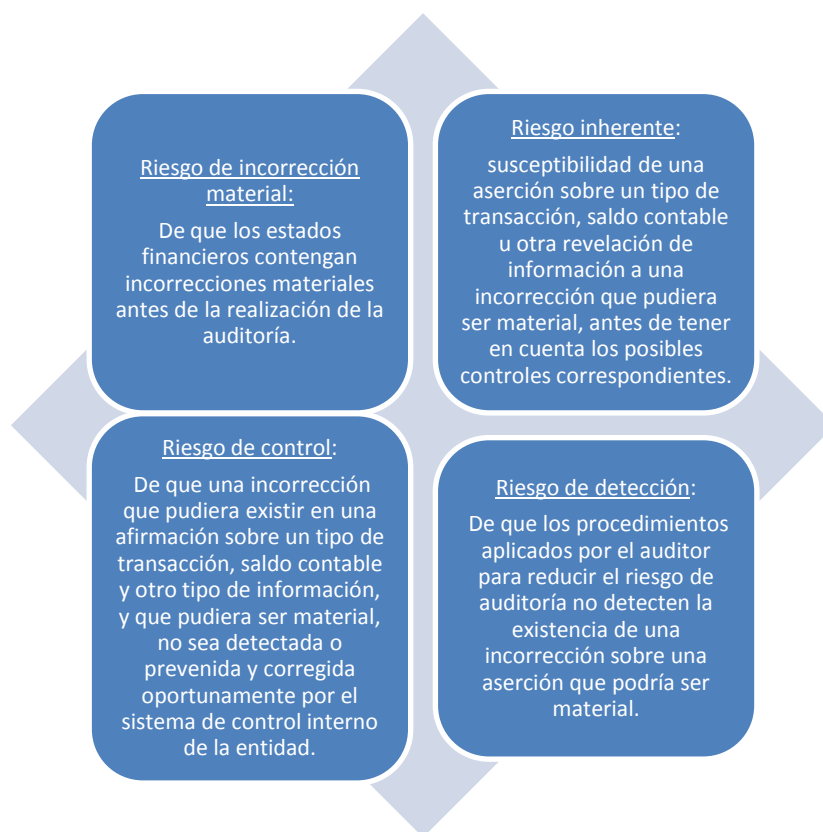 Riesgo de incorrección
material:
De que los estados
financieros contengan
incorrecciones materiales
antes de la realización de la
auditoría.
Riesgo inherente:
susceptibilidad de una
aserción sobre un tipo de
transacción, saldo contable
u otra revelación de
información a una
incorrección que pudiera
ser material, antes de tener
en cuenta los posibles
controles correspondientes.
Riesgo de control:
De que una incorrección
que pudiera existir en una
afirmación sobre un tipo de
transacción, saldo contable
y otro tipo de información,
y que pudiera ser material,
no sea detectada o
prevenida y corregida
oportunamente por el
sistema de control interno
de la entidad.
Riesgo de detección:
De que los procedimientos
aplicados por el auditor
para reducir el riesgo de
auditoría no detecten la
existencia de una
incorrección sobre una
aserción que podría ser
material.